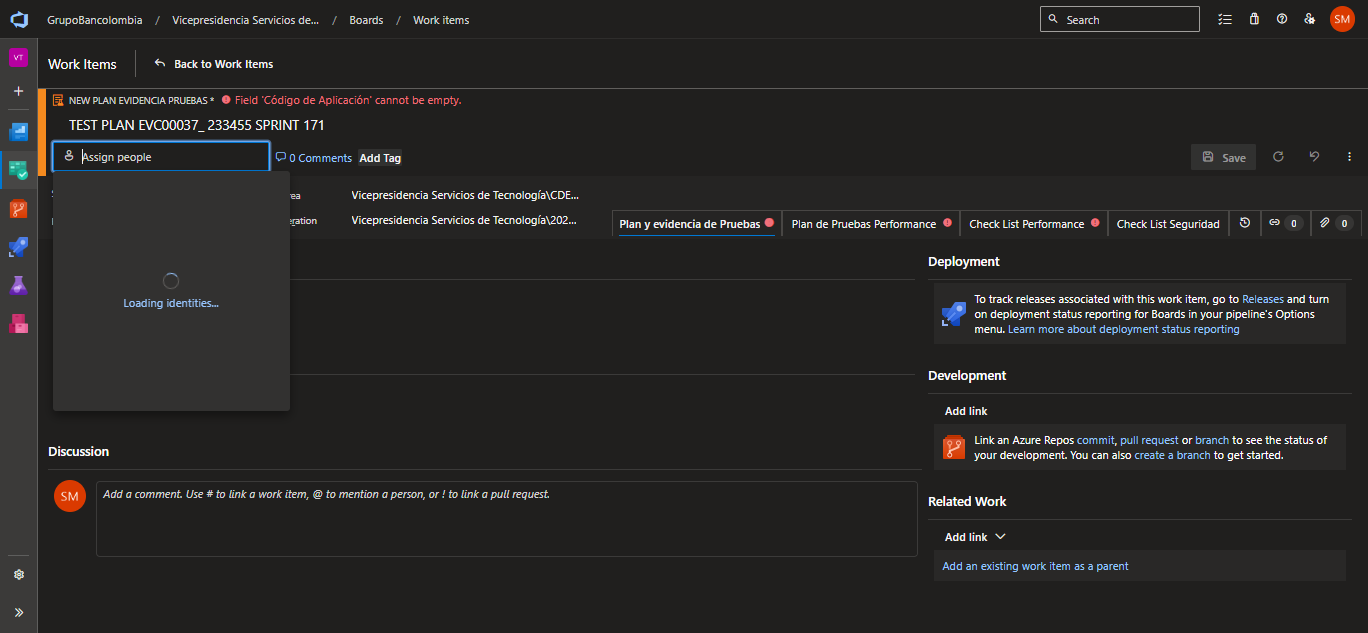 GrupoBancolombia / Vicepresidencia Servicios de... / Boards / Work items
Search
SM
VT
Work Items
Back to Work Items
NEW PLAN EVIDENCIA PRUEBAS *
Field 'Código de Aplicación' cannot be empty.
TEST PLAN EVC00037_ 233455 SPRINT 171
Assign people
0 Comments
Add Tag
Save
Vicepresidencia Servicios de Tecnología\CDE...
Vicepresidencia Servicios de Tecnología\202...
Plan y evidencia de Pruebas
Plan de Pruebas Performance
Check List Performance
Check List Seguridad
0
0
Loading identities...
Deployment
To track releases associated with this work item, go to Releases and turn
on deployment status reporting for Boards in your pipeline's Options
menu. Learn more about deployment status reporting
Development
Add link
Link an Azure Repos commit, pull request or branch to see the status of
your development. You can also create a branch to get started.
Discussion
SM
Add a comment. Use # to link a work item, @ to mention a person, or ! to link a pull request.
Related Work
Add link
Add an existing work item as a parent